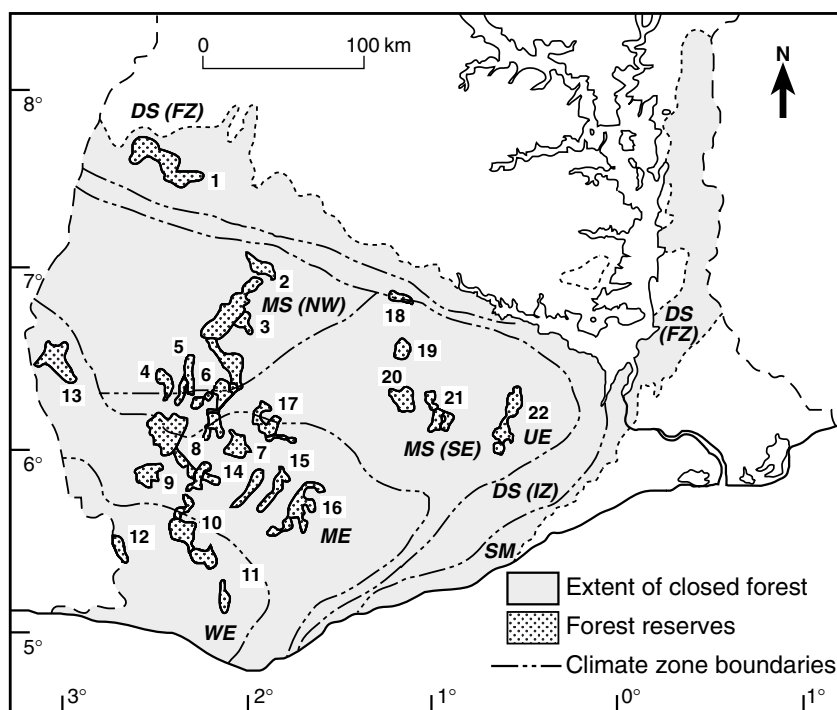 0 100 km
N
8°
DS (FZ)
1
7°
2
MS (NW)
3
18
DS
(FZ)
5
19
4
6
13
20
21
17
22
8
7
MS (SE)
UE
6°
15
9
14
DS (IZ)
16
10
12
ME
SM
11
Extent of closed forest
WE
Forest reserves
5°
Climate zone boundaries
3° 2° 1° 0° 1°